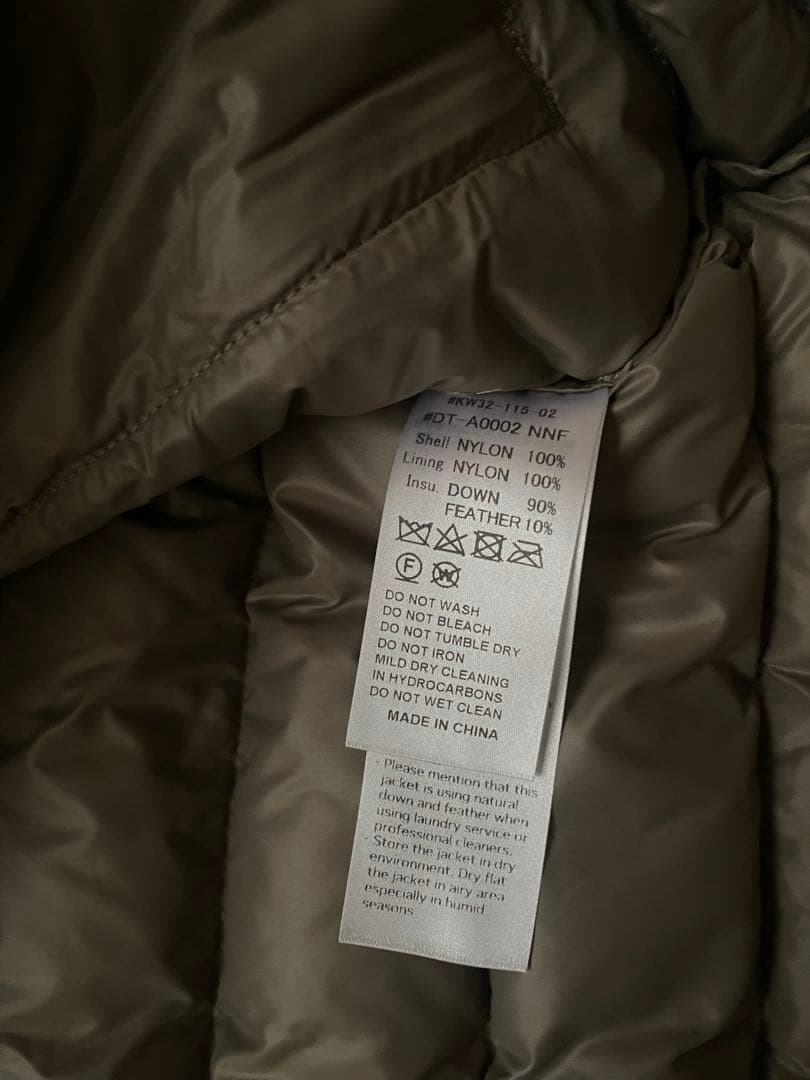 #KW32-115-02
#DT-A0002 NNF
Shell NYLON 100%
Lining NYLON 100%
Insu. DOWN 90%
FEATHER 10%
F
W
DO NOT WASH
DO NOT BLEACH
DO NOT TUMBLE DRY
DO NOT IRON
MILD DRY CLEANING
IN HYDROCARBONS
DO NOT WET CLEAN
MADE IN CHINA
- Please mention that this
jacket is using natural
down and feather when
using laundry service or
professional cleaners.
- Store the jacket in dry
environment. Dry flat
the jacket in airy area
especially in humid
seasons